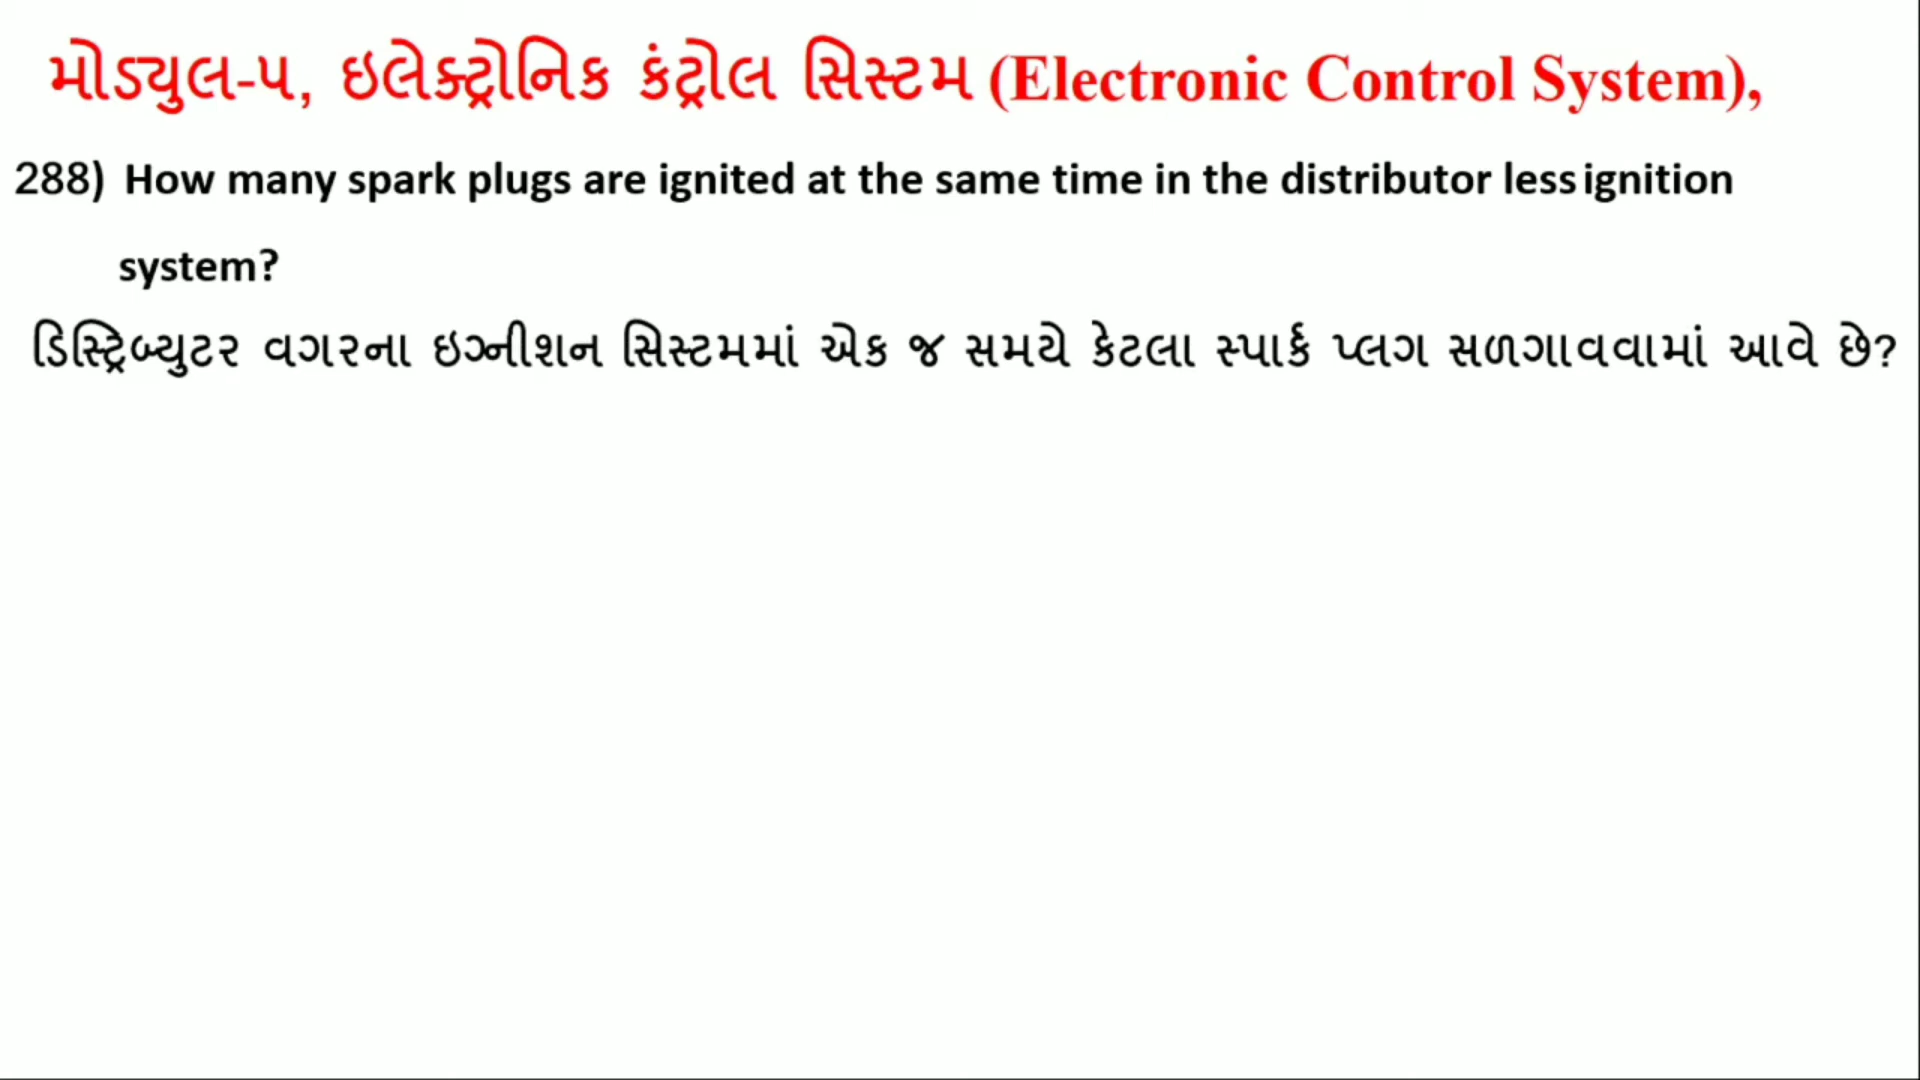 મોડ્યુલ-૫, ઇલેક્ટ્રોનિક કંટ્રોલ સિસ્ટમ (Electronic Control System),
288) How many spark plugs are ignited at the same time in the distributor less ignition
system?
ડિસ્ટ્રિબ્યુટર વગરના ઇગ્નીશન સિસ્ટમમાં એક જ સમયે કેટલા સ્પાર્ક પ્લગ સળગાવવામાં આવે છે?